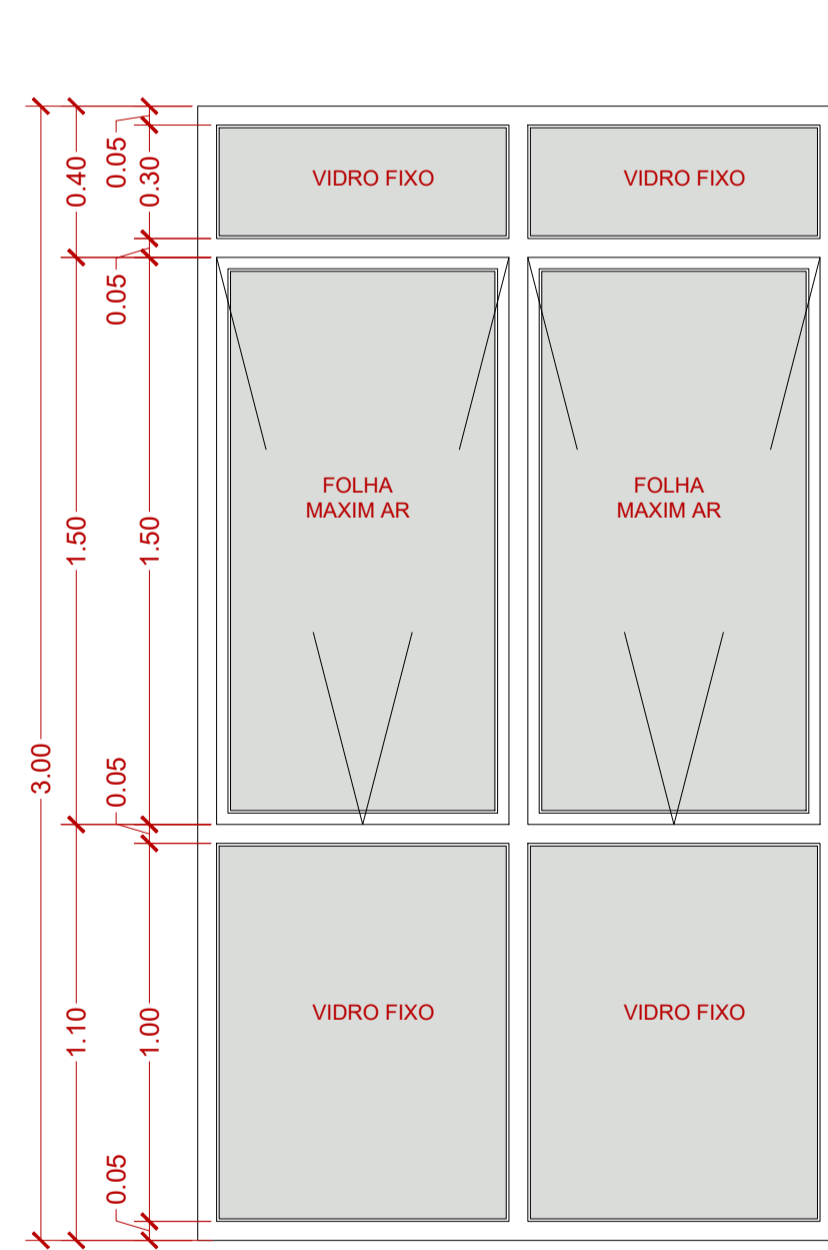 0.05
0.40
0.30
VIDRO FIXO
VIDRO FIXO
0.05
FOLHA
MAXIM AR
FOLHA
MAXIM AR
1.50
1.50
3.00
0.05
VIDRO FIXO
VIDRO FIXO
1.10
1.00
0.05